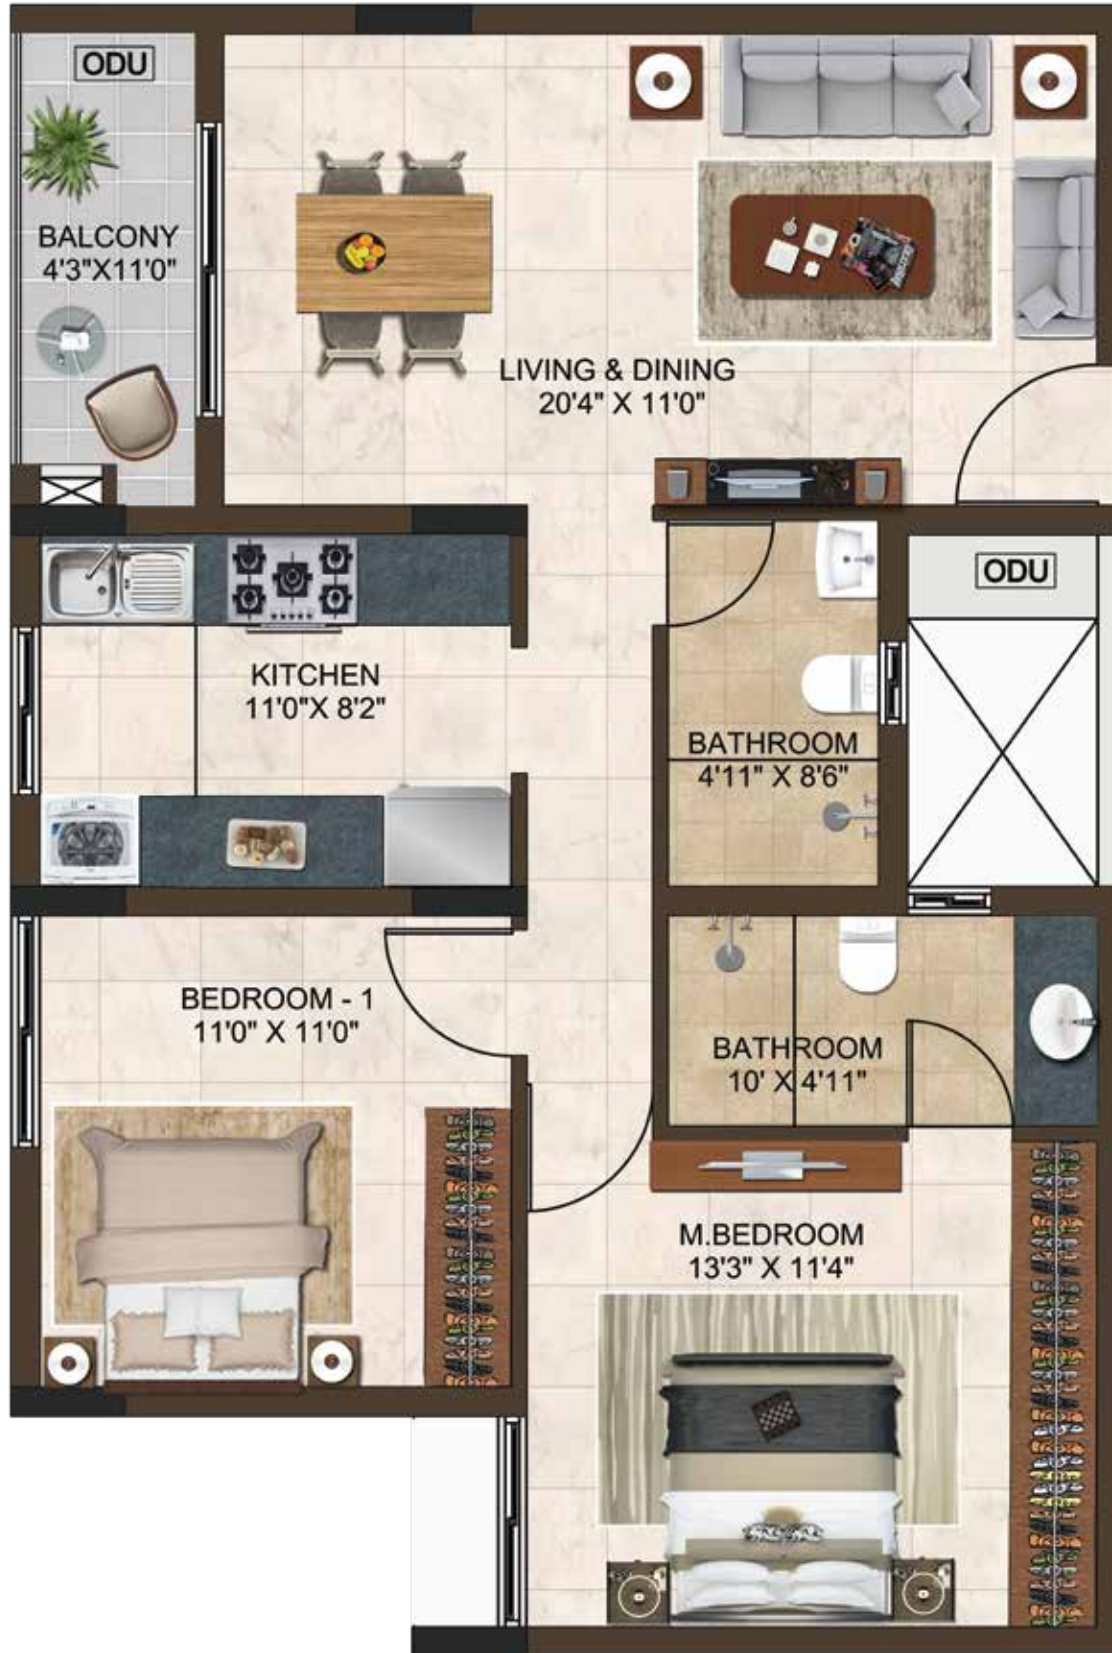 ODU
BALCONY
4'3"X11'0"
LIVING & DINING
20'4" X 11'0"
KITCHEN
11'0"X 8'2"
ODU
BATHROOM
4'11" X 8'6"
BEDROOM - 1
11'0" X 11'0"
BATHROOM
10' X 4'11"
M.BEDROOM
13'3" X 11'4"